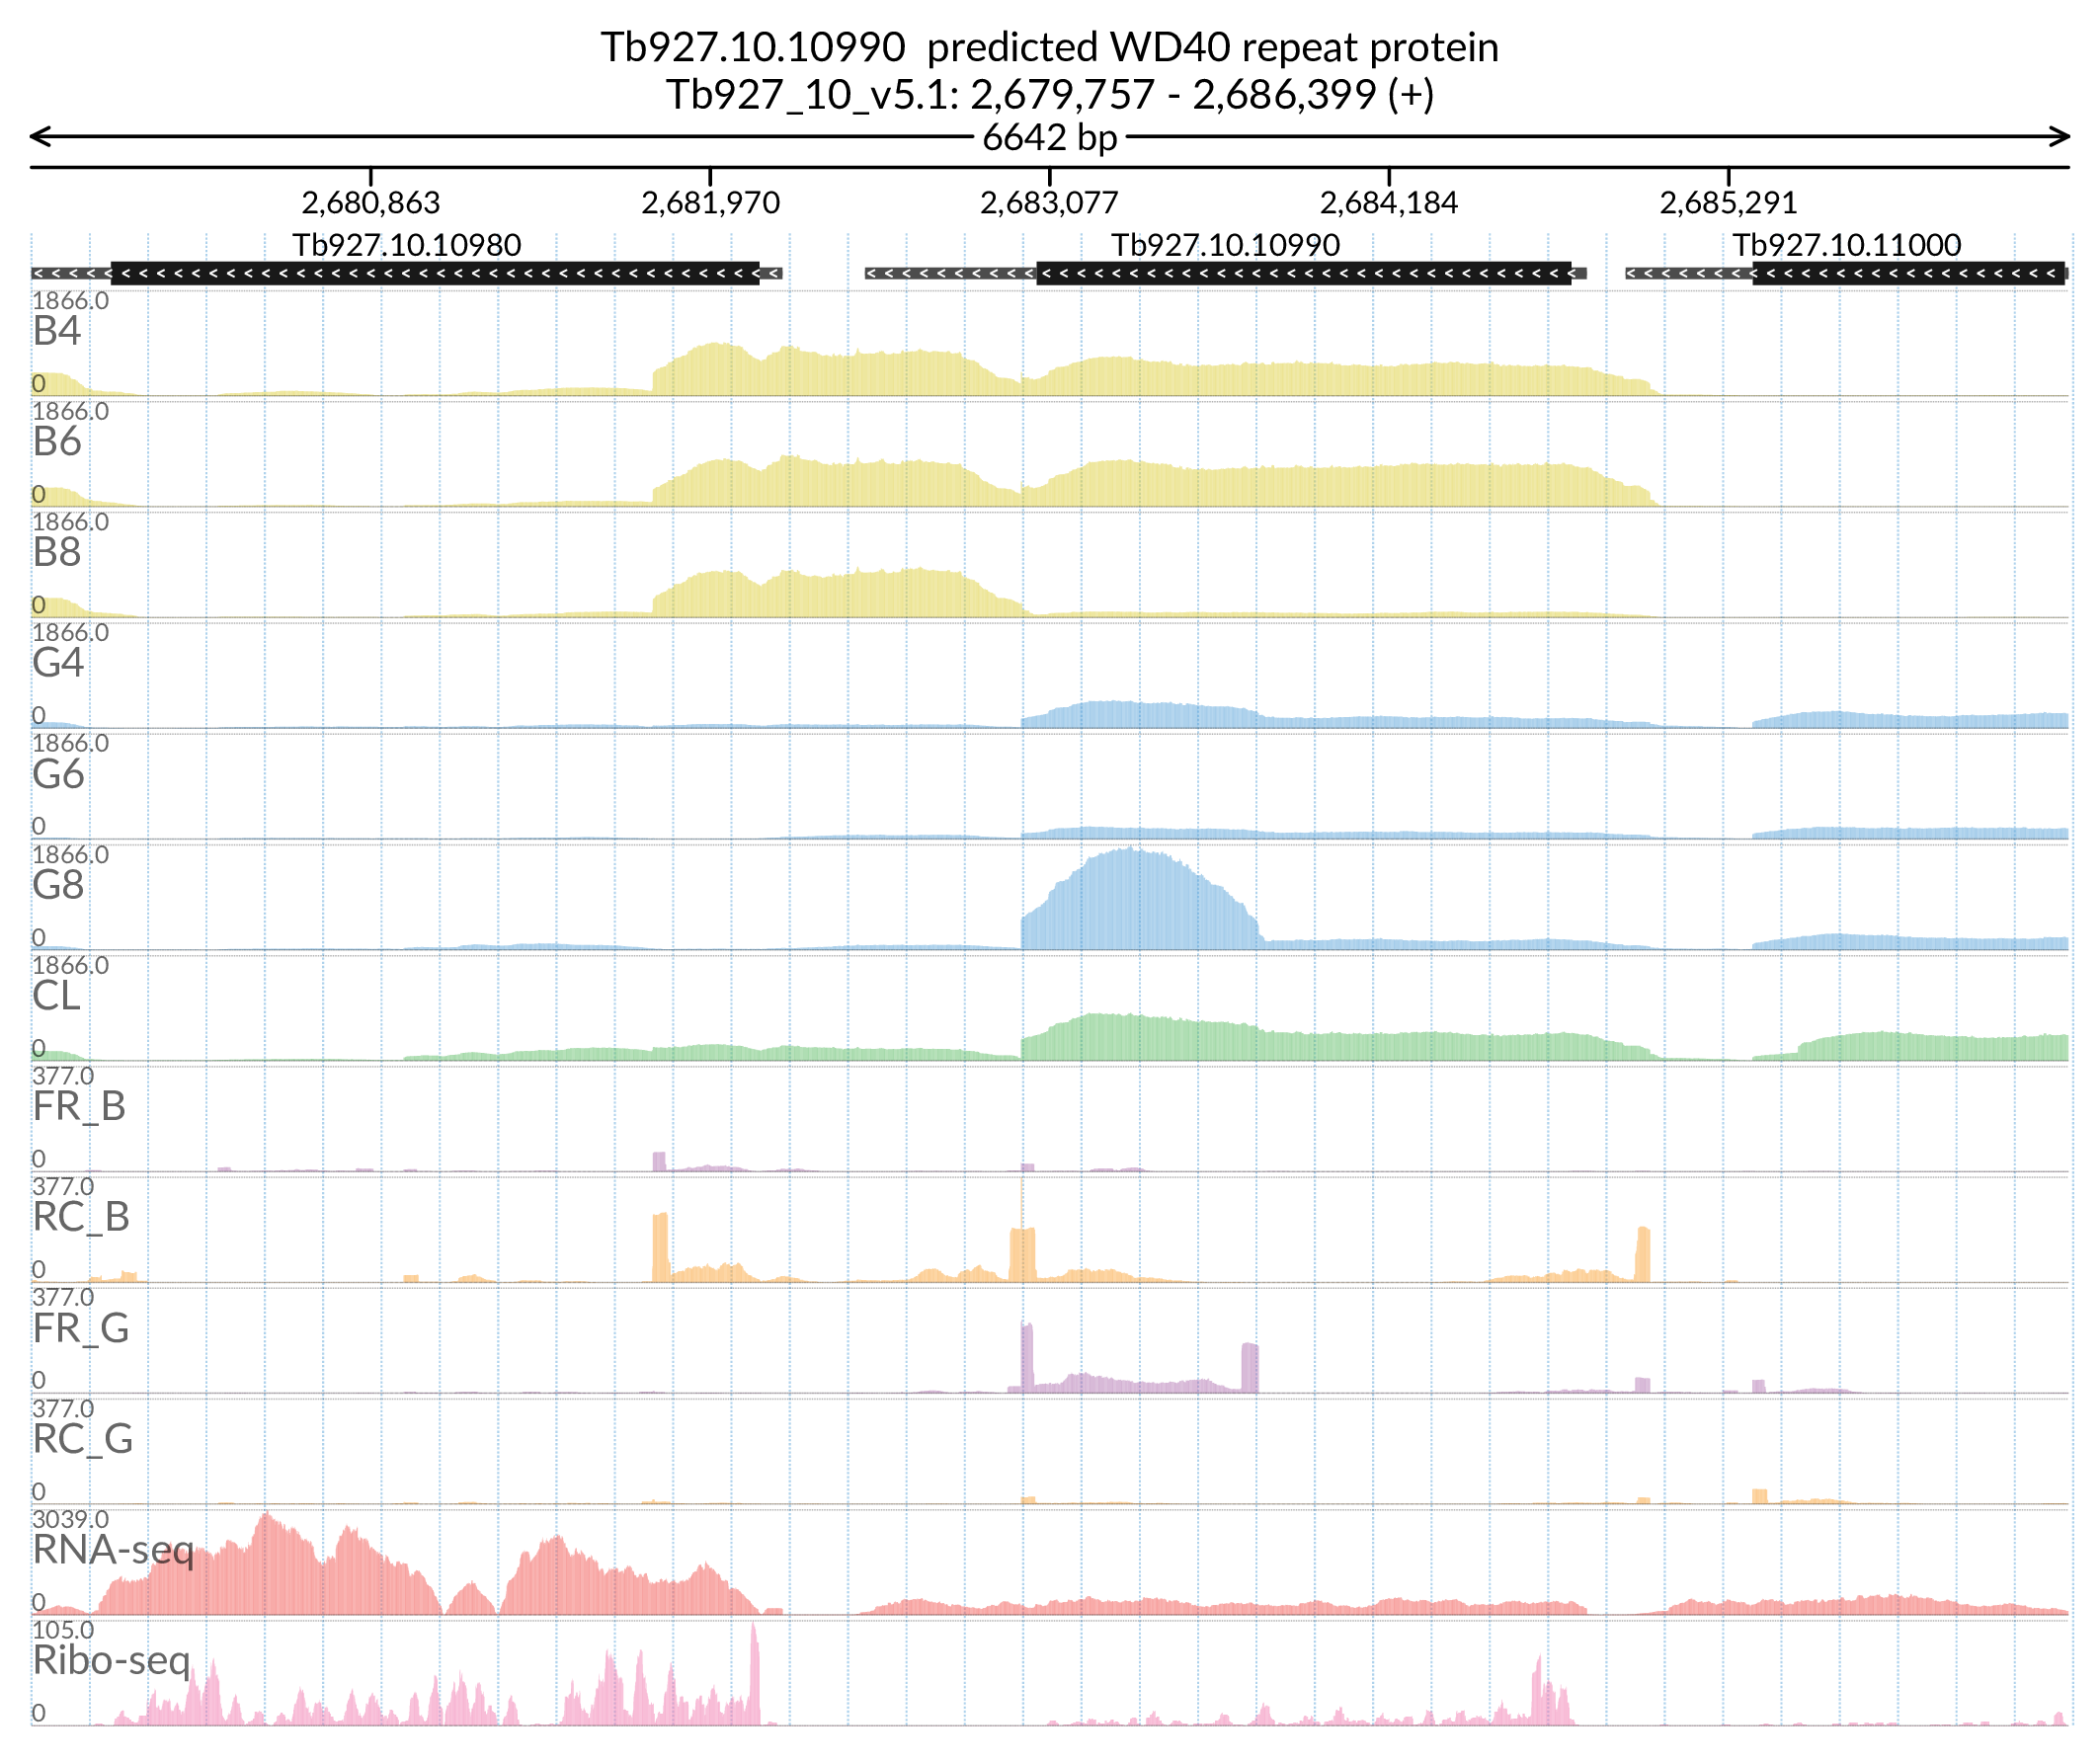 Tb927.10.10990 predicted WD40 repeat protein
Tb927_10_v5.1: 2,679,757 - 2,686,399 (+)
6642 bp
2,680,863 2,681,970 2,683,077 2,684,184 2,685,291
Tb927.10.10980 Tb927.10.10990 Tb927.10.11000
1866.0
B4
0
1866.0
B6
0
1866.0
B8
0
1866.0
G4
0
1866.0
G6
0
1866.0
G8
0
1866.0
CL
0
377.0
FR_B
0
377.0
RC_B
0
377.0
FR_G
0
377.0
RC_G
0
3039.0
RNA-seq
0
105.0
Ribo-seq
0